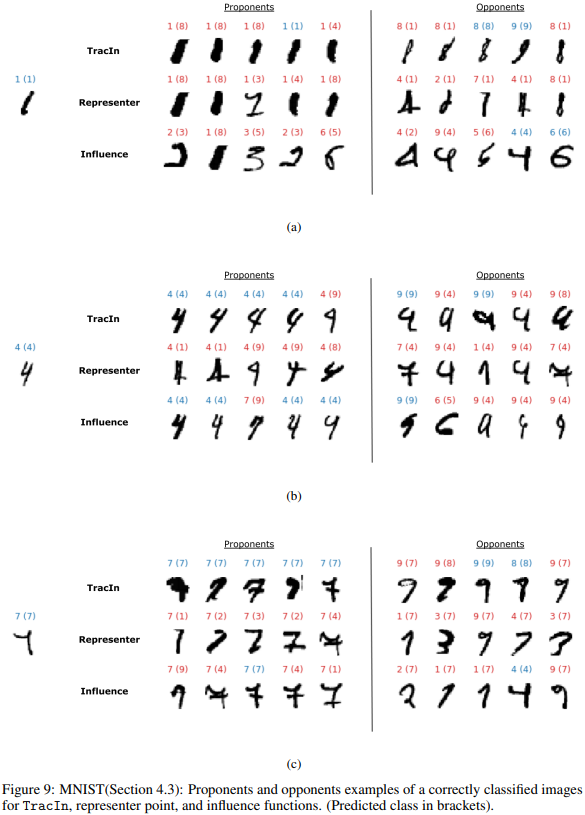 Proponents Opponents
1 (8) 1 (8) 1 (8) 1 (1) 1 (4) 8 (1) 8 (1) 8 (8) 9 (9) 8 (1)
TracIn
1 (1) 1 (8) 1 (8) 1 (3) 1 (4) 1 (8) 4 (1) 2 (1) 7 (1) 4 (1) 8 (1)
Representer
2 (3) 1 (8) 3 (5) 2 (3) 6 (5) 4 (2) 9 (4) 5 (6) 4 (4) 6 (6)
Influence
(a)
Proponents Opponents
4 (4) 4 (4) 4 (4) 4 (4) 4 (9) 9 (9) 9 (4) 9 (9) 9 (4) 9 (8)
TracIn
4 (4) 4 (1) 4 (1) 4 (9) 4 (9) 4 (8) 7 (4) 9 (4) 1 (4) 9 (4) 7 (4)
Representer
4 (4) 4 (4) 7 (9) 4 (4) 4 (4) 9 (9) 6 (5) 9 (4) 9 (4) 9 (4)
Influence
(b)
Proponents Opponents
7 (7) 7 (7) 7 (7) 7 (7) 7 (7) 9 (7) 9 (8) 9 (9) 8 (8) 9 (7)
TracIn
7 (7) 7 (1) 7 (2) 7 (3) 7 (2) 7 (4) 1 (7) 3 (7) 9 (7) 4 (7) 3 (7)
Representer
7 (9) 7 (4) 7 (7) 7 (4) 7 (1) 2 (7) 1 (7) 1 (7) 4 (4) 9 (7)
Influence
(c)
Figure 9: MNIST(Section 4.3): Proponents and opponents examples of a correctly classified images
for TracIn, representer point, and influence functions. (Predicted class in brackets).